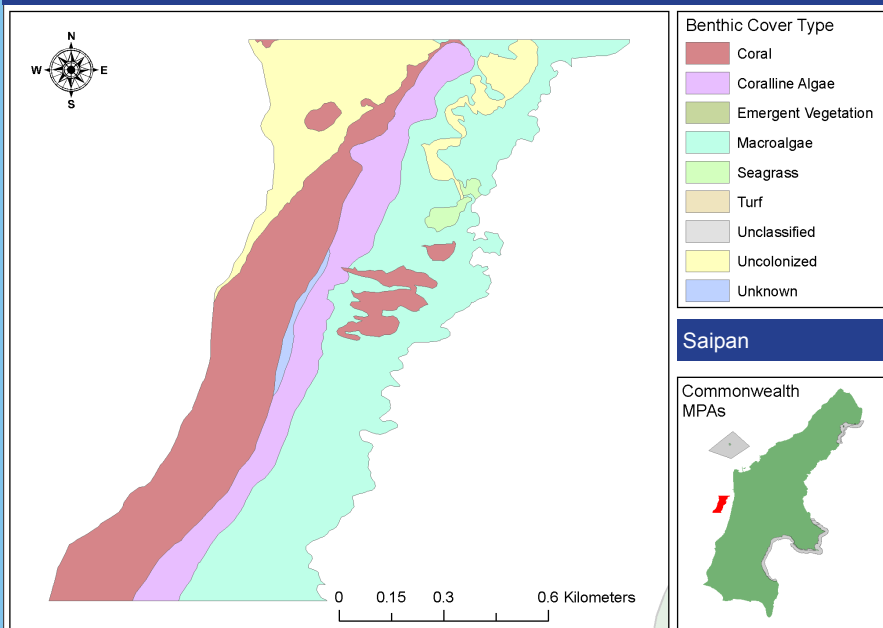 N
W E
S
Benthic Cover Type
Coral
Coralline Algae
Emergent Vegetation
Macroalgae
Seagrass
Turf
Unclassified
Uncolonized
Unknown
Saipan
Commonwealth
MPAs
0 0.15 0.3 0.6 Kilometers